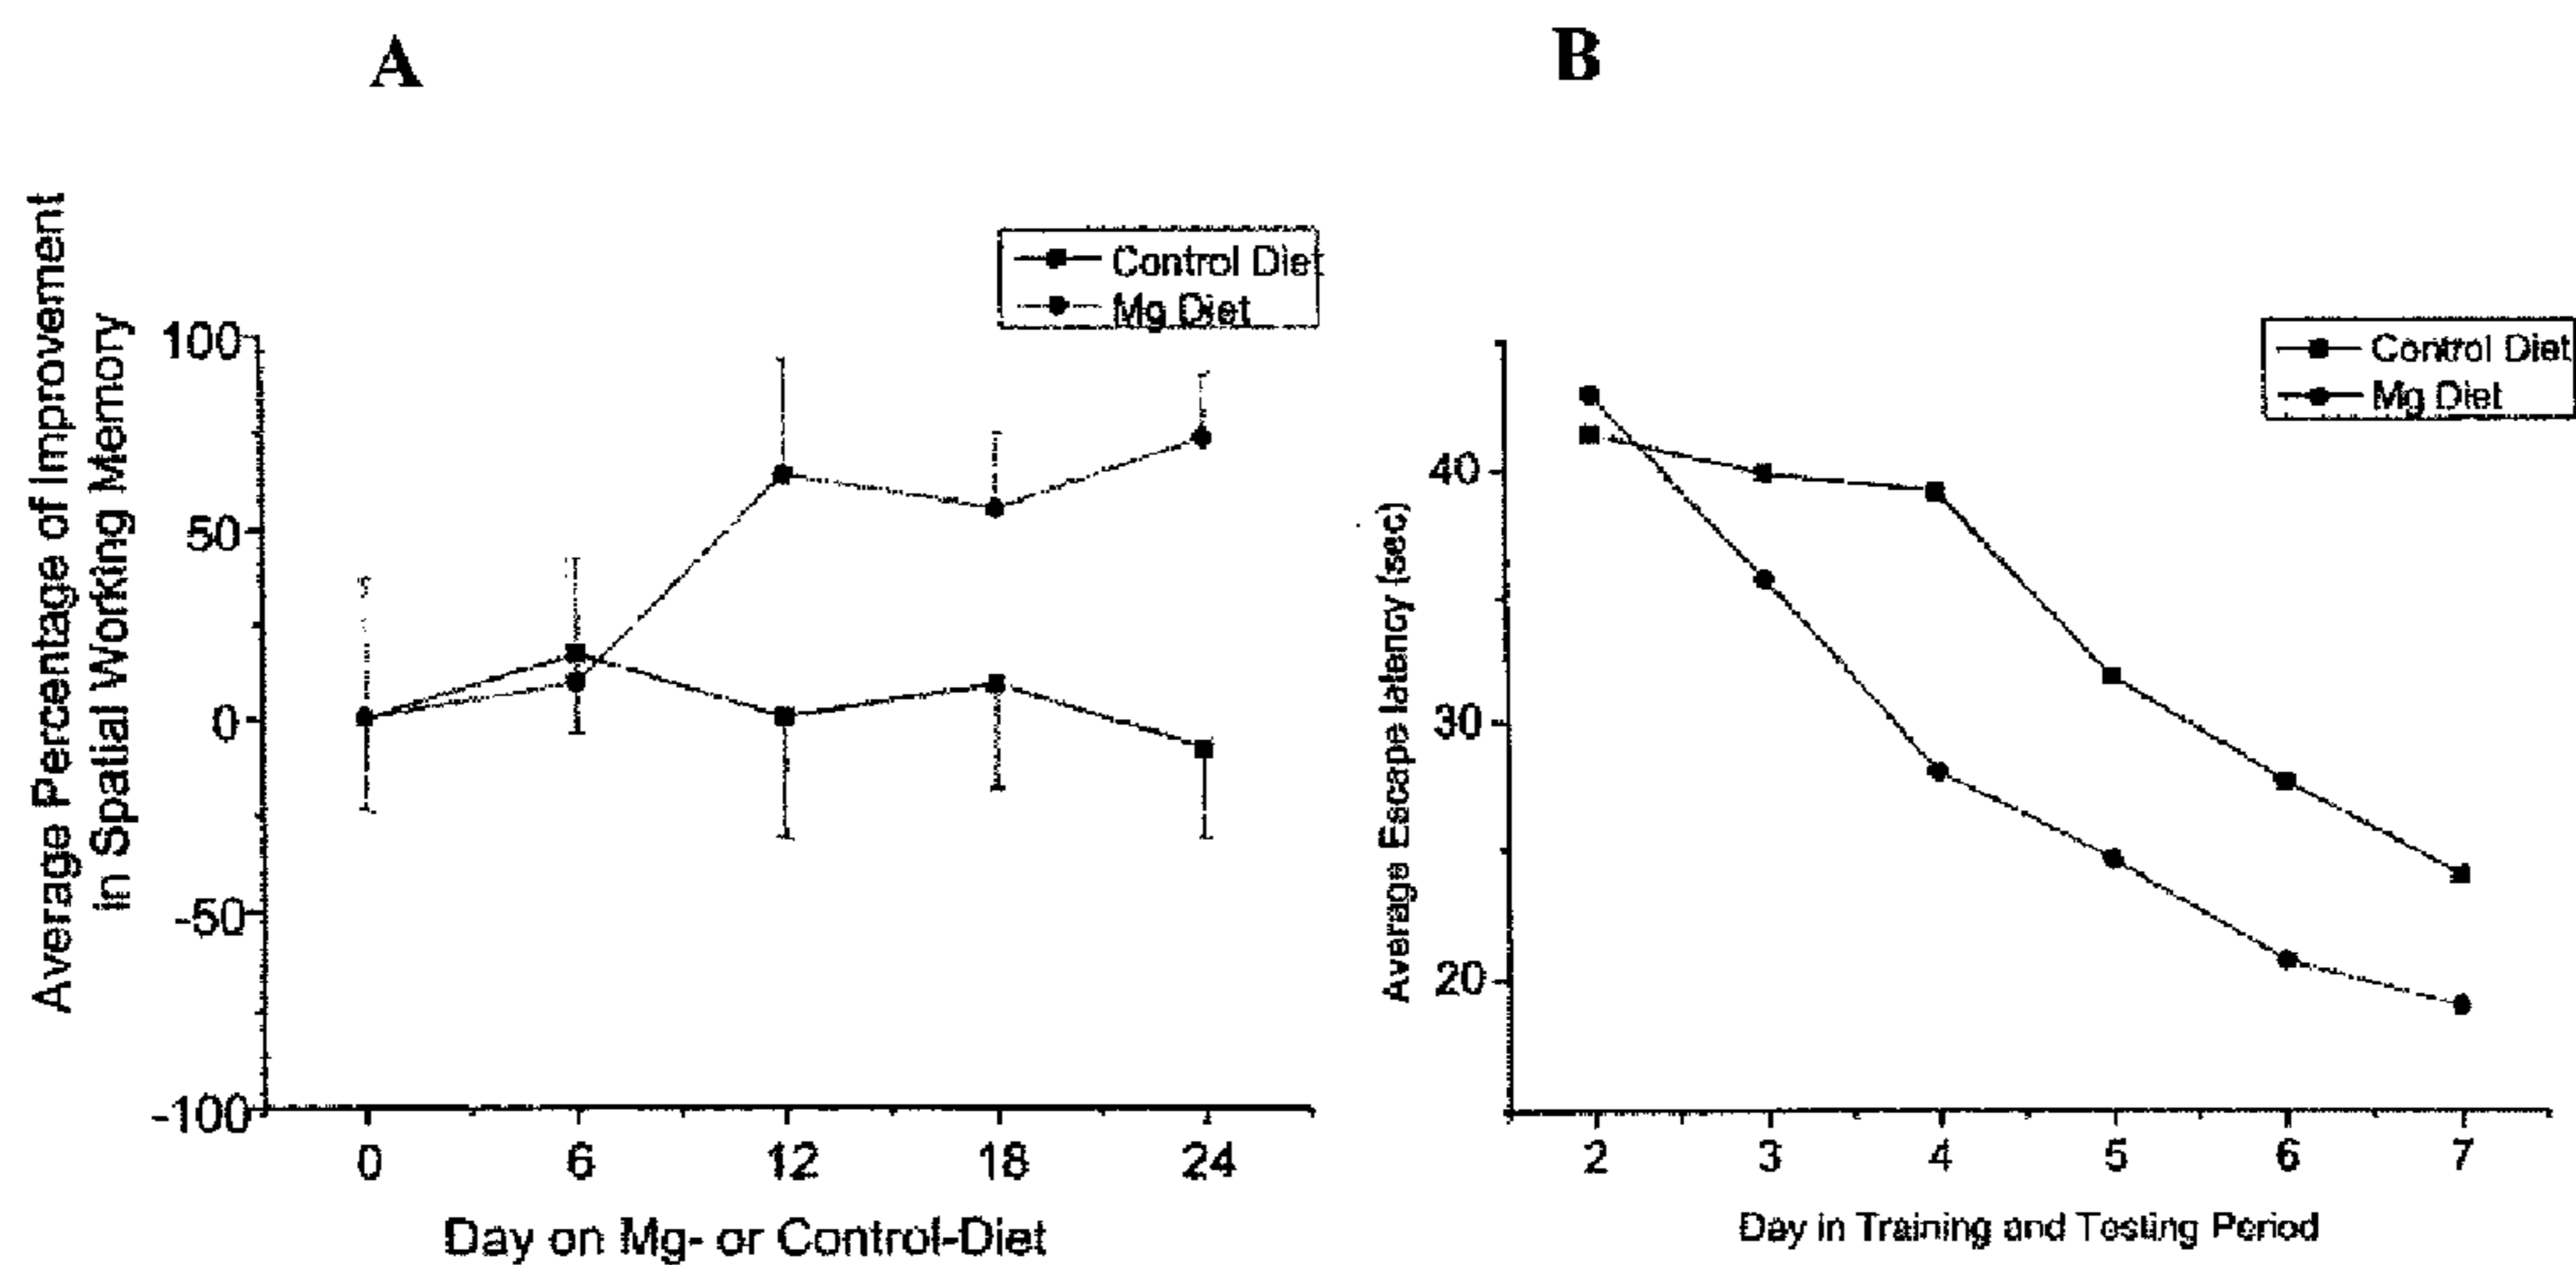 A
B
Average Percentage of Improvement
in Spatial Working Memory
Control Diet
Mg Diet
100
50
0
-50
-100
0 6 12 18 24
Day on Mg- or Control-Diet
Average Escape latency (sec)
Control Diet
Mg Diet
40
30
20
2 3 4 5 6 7
Day in Training and Testing Period